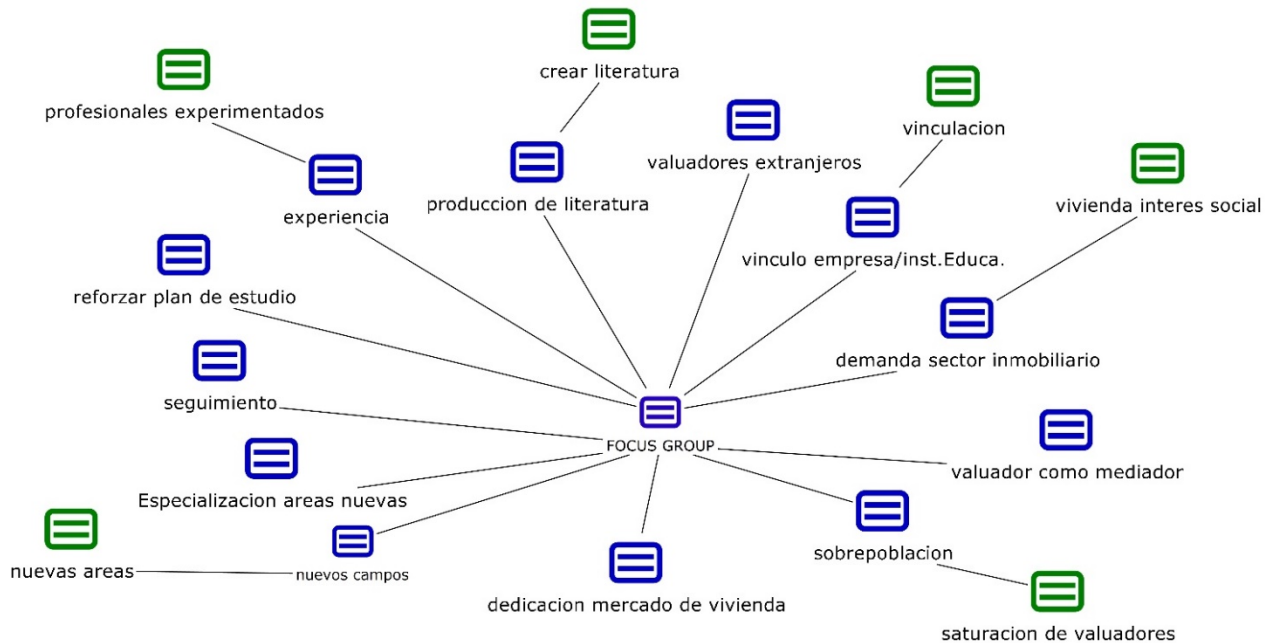 crear literatura
profesionales experimentados
vinculacion
valuadores extranjeros
vivienda interes social
experiencia
produccion de literatura
vinculo empresa/inst.Educa.
reforzar plan de estudio
demanda sector inmobiliario
seguimiento
FOCUS GROUP
valuador como mediador
Especializacion areas nuevas
sobrepoblacion
nuevas areas
nuevos campos
dedicacion mercado de vivienda
saturacion de valuadores